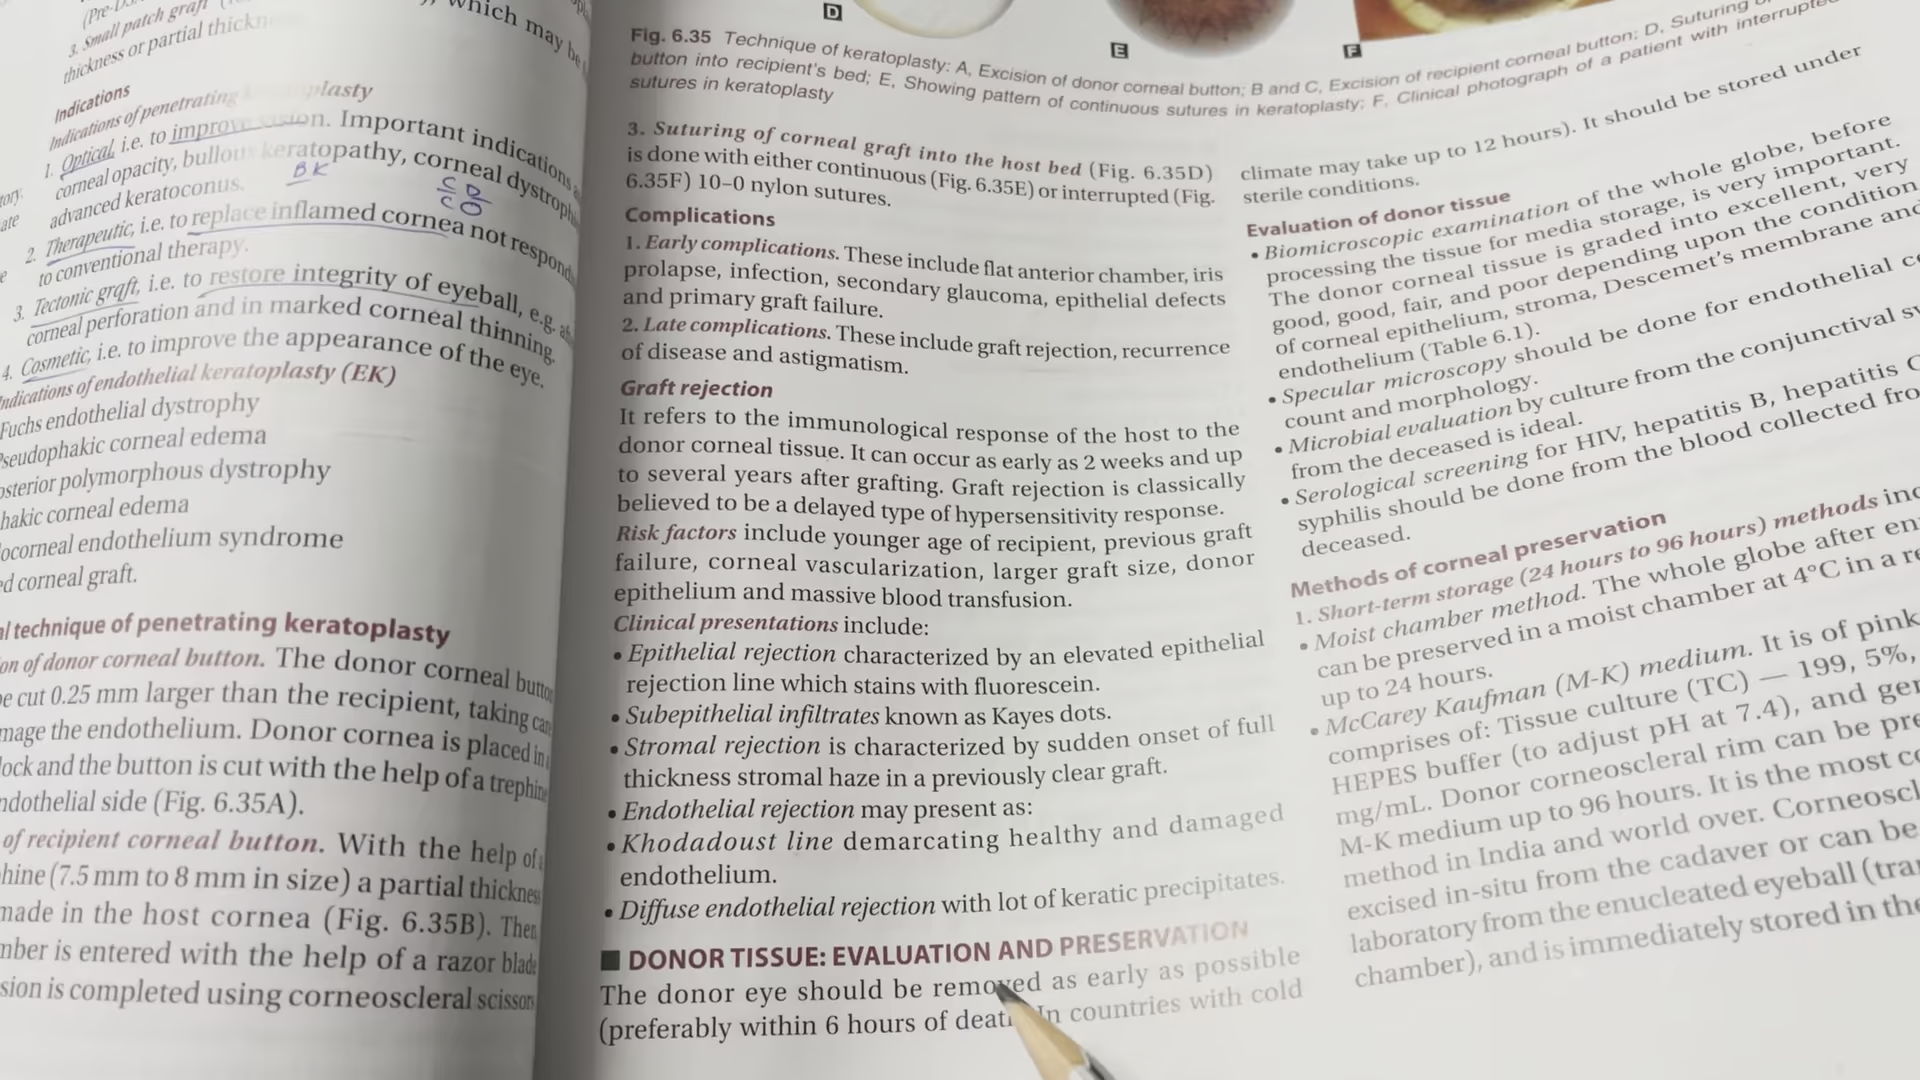 (Pre-D
3. Small patch graft
thickness or partial thickn
which may be
Indications
Indications of penetrating keratoplasty
1. Optical, i.e. to improve vision. Important indications
corneal opacity, bullous keratopathy, corneal dystroph
advanced keratoconus.
BK
CD
CO
2. Therapeutic, i.e. to replace inflamed cornea not respond
to conventional therapy.
3. Tectonic graft, i.e. to restore integrity of eyeball, e.g.
corneal perforation and in marked corneal thinning.
4. Cosmetic, i.e. to improve the appearance of the eye.
Indications of endothelial keratoplasty (EK)
Fuchs endothelial dystrophy
Pseudophakic corneal edema
osterior polymorphous dystrophy
hakic corneal edema
ocorneal endothelium syndrome
ed corneal graft.
al technique of penetrating keratoplasty
on of donor corneal button. The donor corneal button
be cut 0.25 mm larger than the recipient, taking care
mage the endothelium. Donor cornea is placed in
lock and the button is cut with the help of a trephine
ndothelial side (Fig. 6.35A).
of recipient corneal button. With the help of
hine (7.5 mm to 8 mm in size) a partial thickness
made in the host cornea (Fig. 6.35B). Then
mber is entered with the help of a razor blade
sion is completed using corneoscleral scissors
D
E
F
Fig. 6.35 Technique of keratoplasty: A, Excision of donor corneal button; B and C, Excision of recipient corneal button; D, Suturing
button into recipient's bed; E, Showing pattern of continuous sutures in keratoplasty; F, Clinical photograph of a patient with interrupted
sutures in keratoplasty
3. Suturing of corneal graft into the host bed (Fig. 6.35D)
is done with either continuous (Fig. 6.35E) or interrupted (Fig.
6.35F) 10–0 nylon sutures.
Complications
1. Early complications. These include flat anterior chamber, iris
prolapse, infection, secondary glaucoma, epithelial defects
and primary graft failure.
2. Late complications. These include graft rejection, recurrence
of disease and astigmatism.
Graft rejection
It refers to the immunological response of the host to the
donor corneal tissue. It can occur as early as 2 weeks and up
to several years after grafting. Graft rejection is classically
believed to be a delayed type of hypersensitivity response.
Risk factors include younger age of recipient, previous graft
failure, corneal vascularization, larger graft size, donor
epithelium and massive blood transfusion.
Clinical presentations include:
• Epithelial rejection characterized by an elevated epithelial
rejection line which stains with fluorescein.
• Subepithelial infiltrates known as Kayes dots.
• Stromal rejection is characterized by sudden onset of full
thickness stromal haze in a previously clear graft.
• Endothelial rejection may present as:
• Khodadoust line demarcating healthy and damaged
endothelium.
• Diffuse endothelial rejection with lot of keratic precipitates.
■ DONOR TISSUE: EVALUATION AND PRESERVATION
The donor eye should be removed as early as possible
(preferably within 6 hours of death In countries with cold
climate may take up to 12 hours). It should be stored under
sterile conditions.
Evaluation of donor tissue
• Biomicroscopic examination of the whole globe, before
processing the tissue for media storage, is very important.
The donor corneal tissue is graded into excellent, very
good, good, fair, and poor depending upon the condition
of corneal epithelium, stroma, Descemet's membrane and
endothelium (Table 6.1).
• Specular microscopy should be done for endothelial ce
count and morphology.
• Microbial evaluation by culture from the conjunctival sw
from the deceased is ideal.
• Serological screening for HIV, hepatitis B, hepatitis C
syphilis should be done from the blood collected fro
deceased.
Methods of corneal preservation
1. Short-term storage (24 hours to 96 hours) methods inc
• Moist chamber method. The whole globe after en
can be preserved in a moist chamber at 4°C in a re
up to 24 hours.
• McCarey Kaufman (M-K) medium. It is of pink
comprises of: Tissue culture (TC) — 199, 5%,
HEPES buffer (to adjust pH at 7.4), and gen
mg/mL. Donor corneoscleral rim can be pre
M-K medium up to 96 hours. It is the most co
method in India and world over. Corneoscl
excised in-situ from the cadaver or can be
laboratory from the enucleated eyeball (tran
chamber), and is immediately stored in the